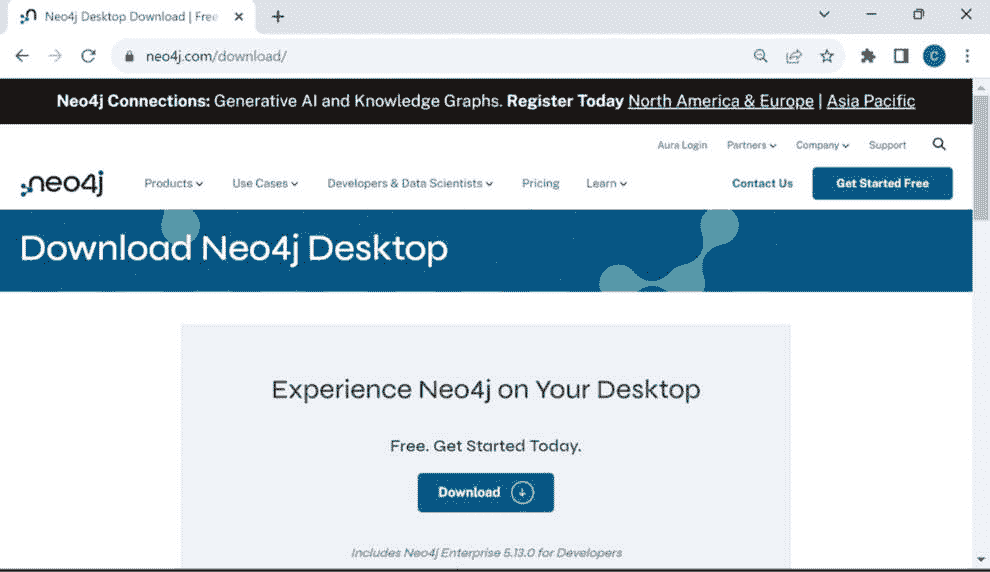 Neo4j Desktop Download | Free
neo4j.com/download/
C
Neo4j Connections: Generative AI and Knowledge Graphs. Register Today North America & Europe | Asia Pacific
Aura Login Partners Company Support
neo4j Products Use Cases Developers & Data Scientists Pricing Learn Contact Us Get Started Free
Download Neo4j Desktop
Experience Neo4j on Your Desktop
Free. Get Started Today.
Download
Includes Neo4j Enterprise 5.13.0 for Developers